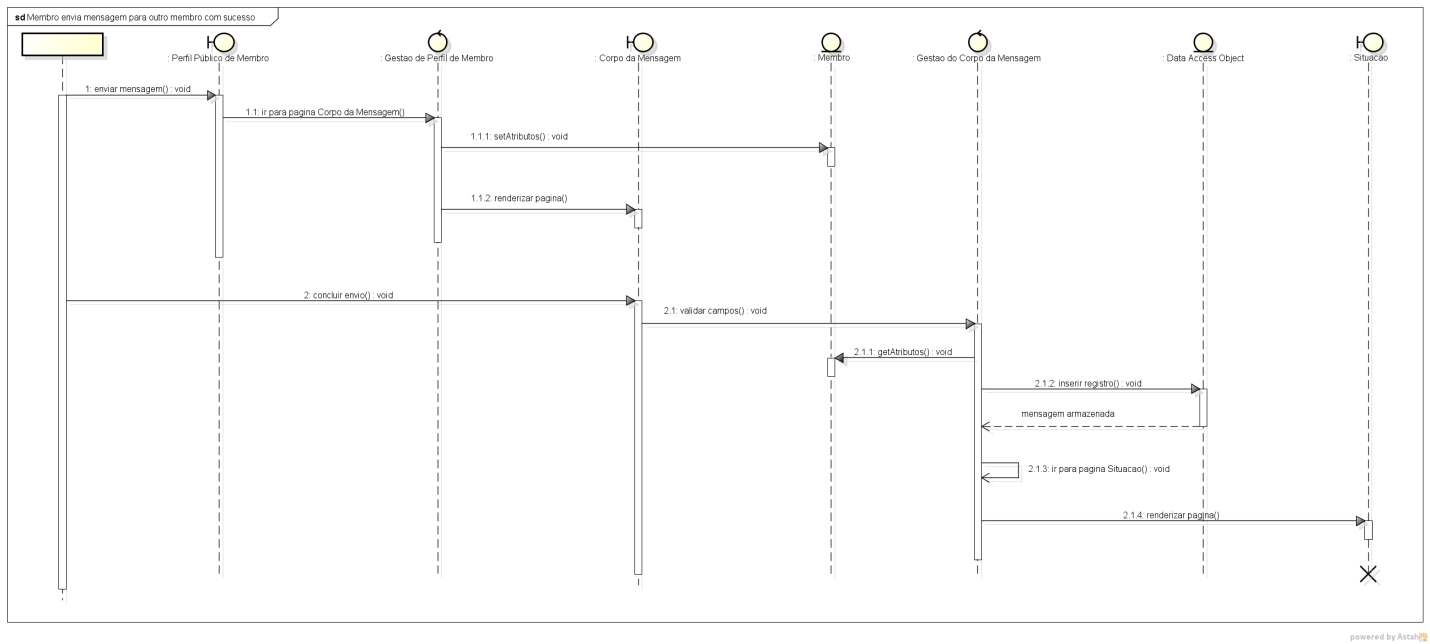 sd Membro envia mensagem para outro membro com sucesso
: Perfil Público de Membro
: Gestao de Perfil de Membro
: Corpo da Mensagem
: Membro
: Gestao do Corpo da Mensagem
: Data Access Object
: Situacao
1: enviar mensagem() : void
1.1: ir para pagina Corpo da Mensagem()
1.1.1: setAtributos() : void
1.1.2: renderizar pagina()
2: concluir envio() : void
2.1: validar campos() : void
2.1.1: getAtributos() : void
2.1.2: inserir registro() : void
mensagem armazenada
2.1.3: ir para pagina Situacao() : void
2.1.4: renderizar pagina()
powered by Astah